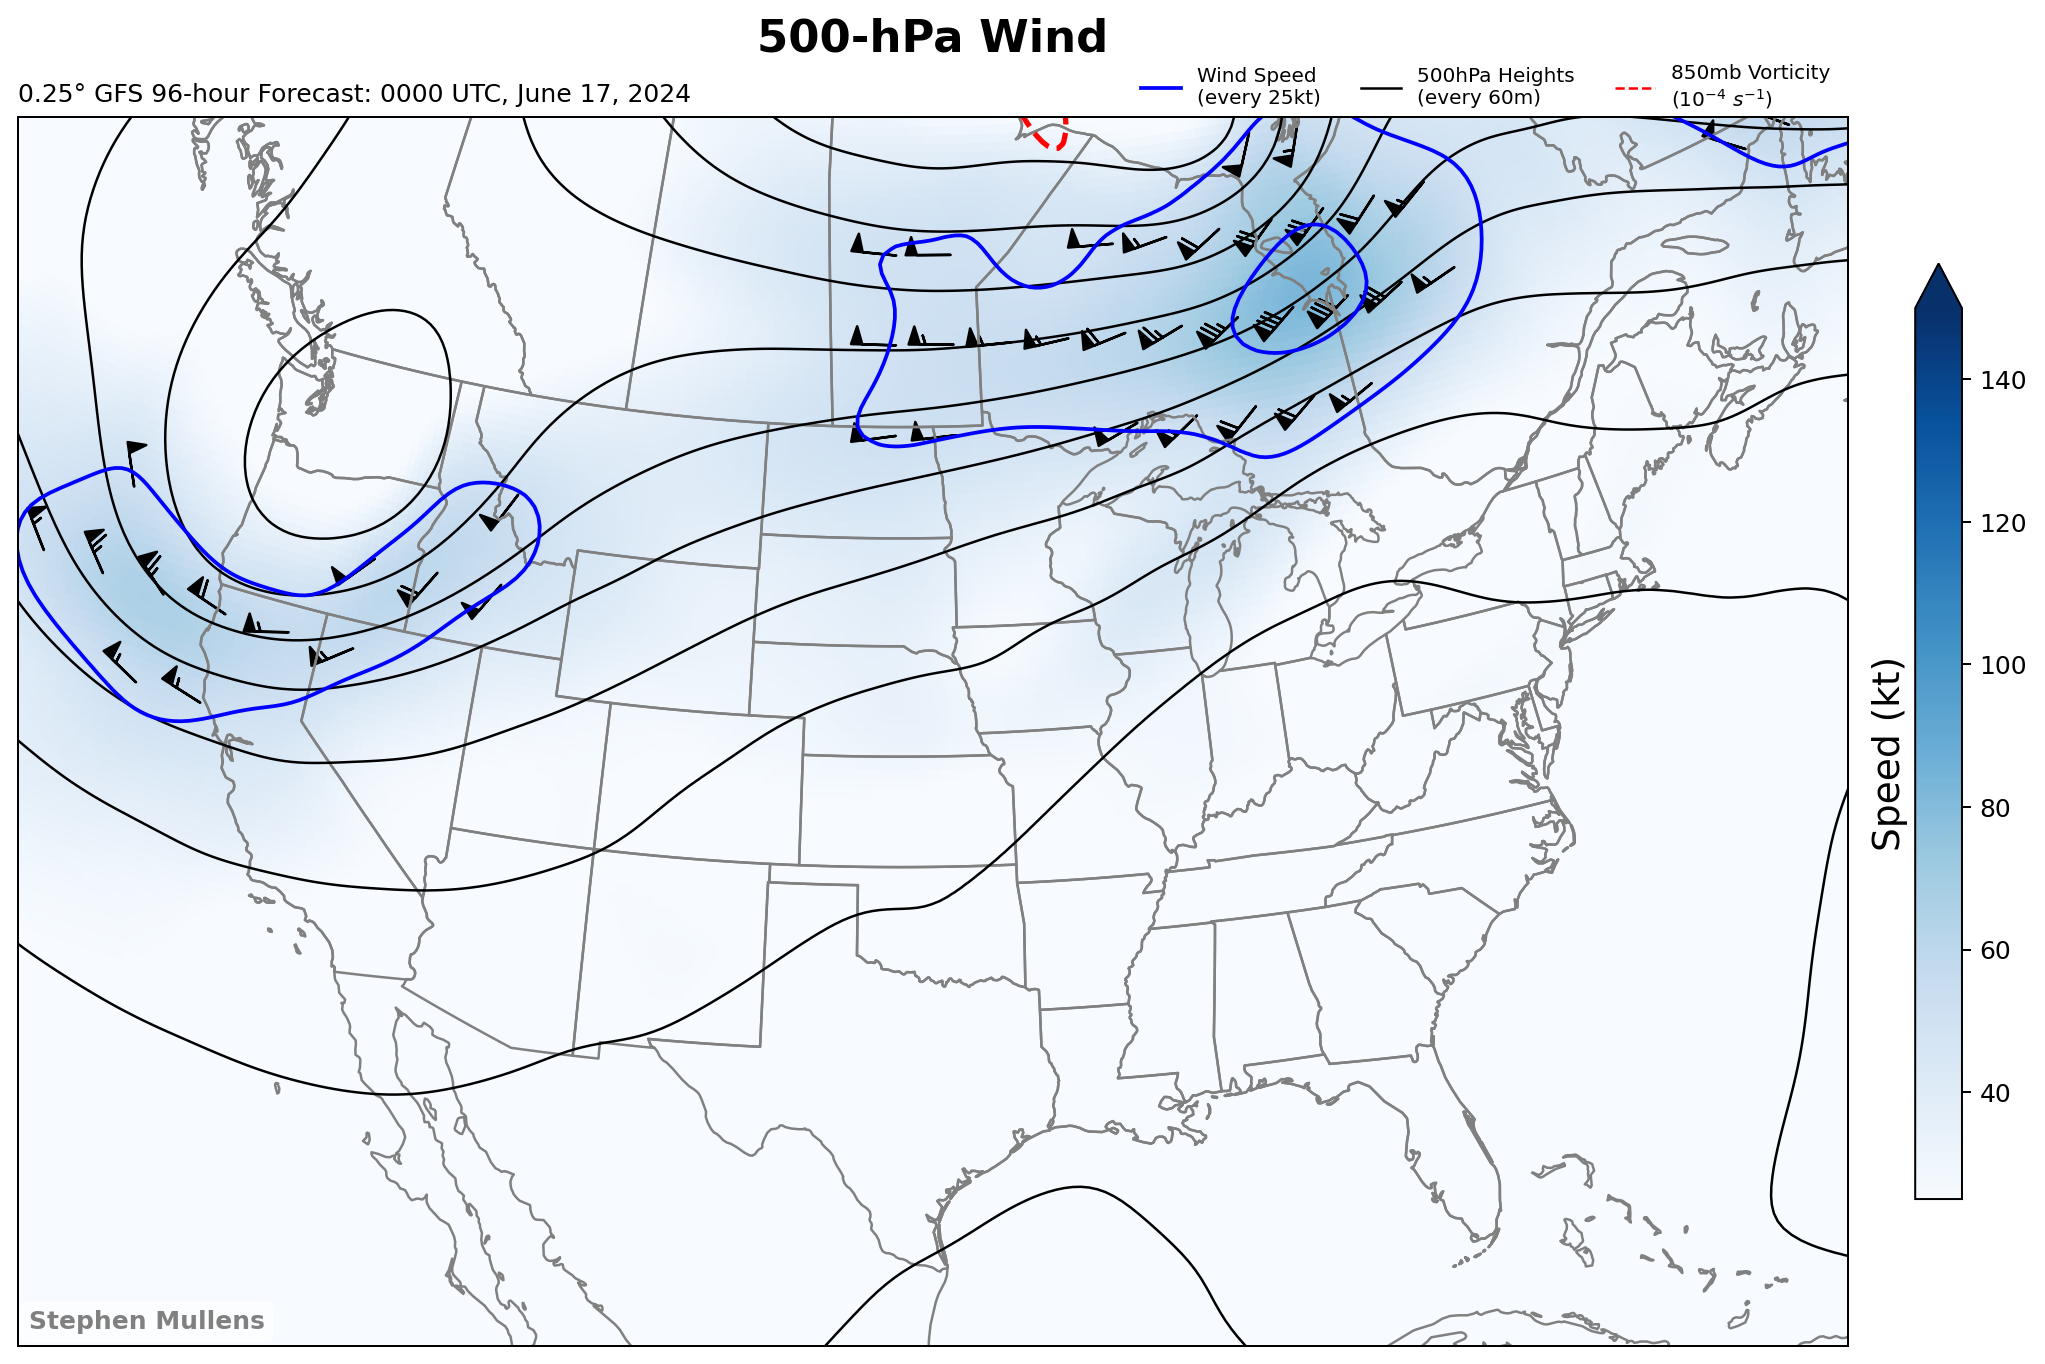 500-hPa Wind
0.25° GFS 96-hour Forecast: 0000 UTC, June 17, 2024
Wind Speed
(every 25kt)
500hPa Heights
(every 60m)
850mb Vorticity
(10⁻⁴ s⁻¹)
140
120
100
80
60
40
Speed (kt)
Stephen Mullens